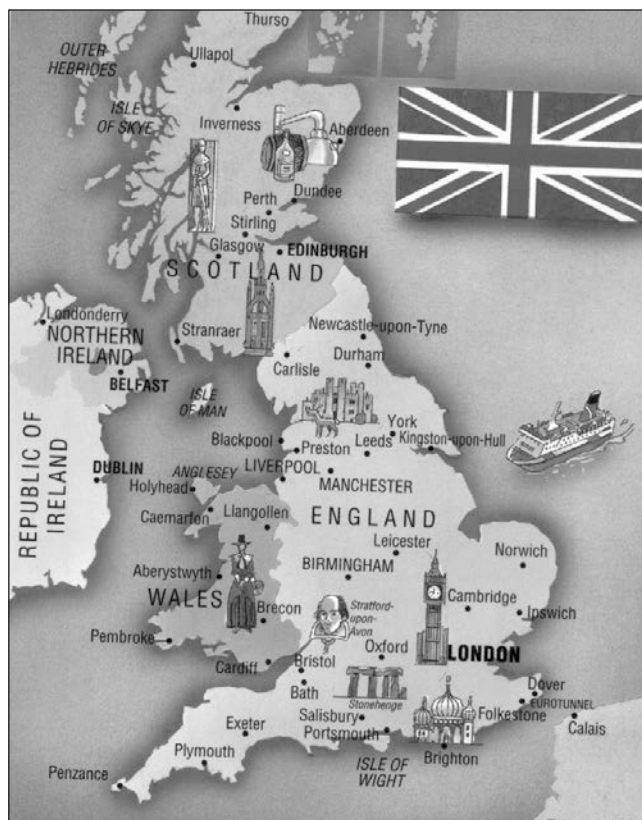 Thurso
OUTER
HEBRIDES
Ullapol
ISLE
OF SKYE
Inverness
Aberdeen
Dundee
Perth
Stirling
Glasgow
EDINBURGH
SCOTLAND
Londonderry
NORTHERN
IRELAND
Stranraer
Newcastle-upon-Tyne
Durham
Carlisle
BELFAST
ISLE
OF MAN
York
Blackpool
Preston
Leeds
Kingston-upon-Hull
REPUBLIC OF
IRELAND
DUBLIN
ANGLESEY
LIVERPOOL
Holyhead
MANCHESTER
Caemarfon
Llangollen
ENGLAND
Leicester
Norwich
Aberystwyth
BIRMINGHAM
WALES
Stratford-
upon-
Avon
Cambridge
Brecon
Ipswich
Pembroke
Oxford
LONDON
Cardiff
Bristol
Bath
Stonehenge
Dover
EUROTUNNEL
Folkestone
Calais
Salisbury
Exeter
Portsmouth
Brighton
Plymouth
ISLE OF
WIGHT
Penzance